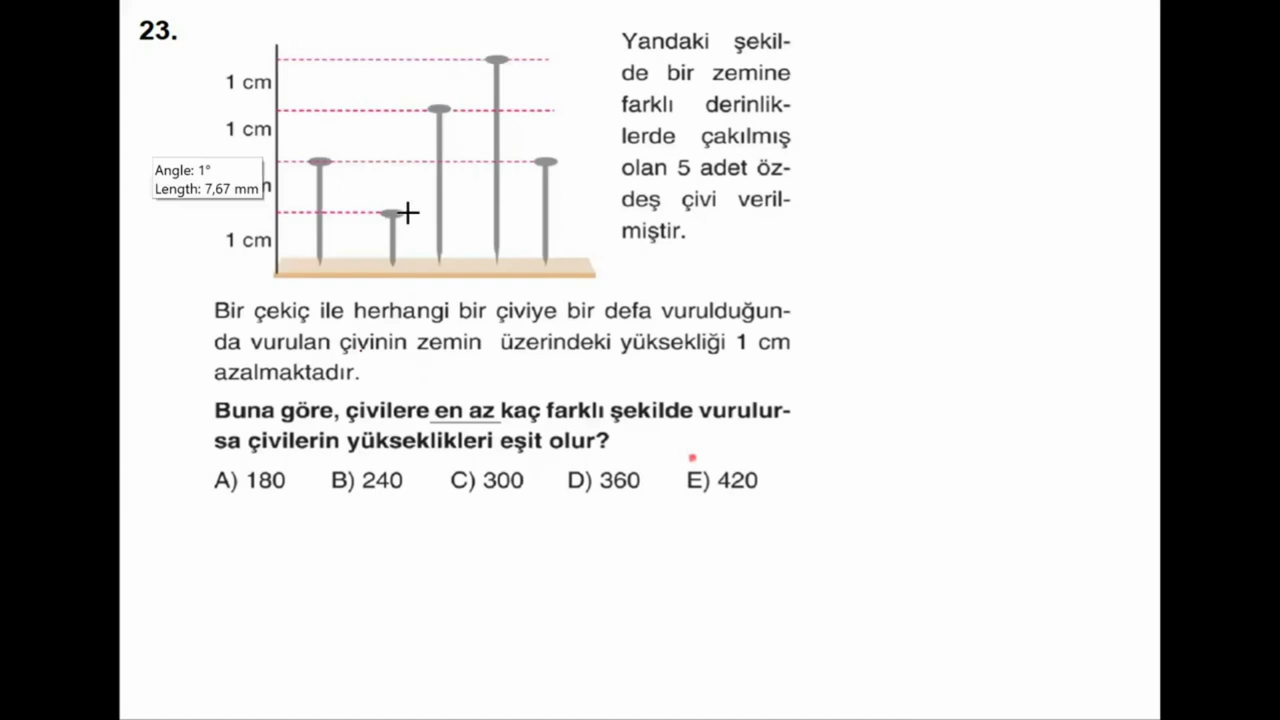 23.
1 cm
1 cm
Angle: 1°
Length: 7,67 mm
1 cm
Yandaki şekil-
de bir zemine
farklı derinlik-
lerde çakılmış
olan 5 adet öz-
deş çivi veril-
miştir.
Bir çekiç ile herhangi bir çiviye bir defa vurulduğun-
da vurulan çivinin zemin üzerindeki yüksekliği 1 cm
azalmaktadır.
Buna göre, çivilere en az kaç farklı şekilde vurulur-
sa çivilerin yükseklikleri eşit olur?
A) 180 B) 240 C) 300 D) 360 E) 420